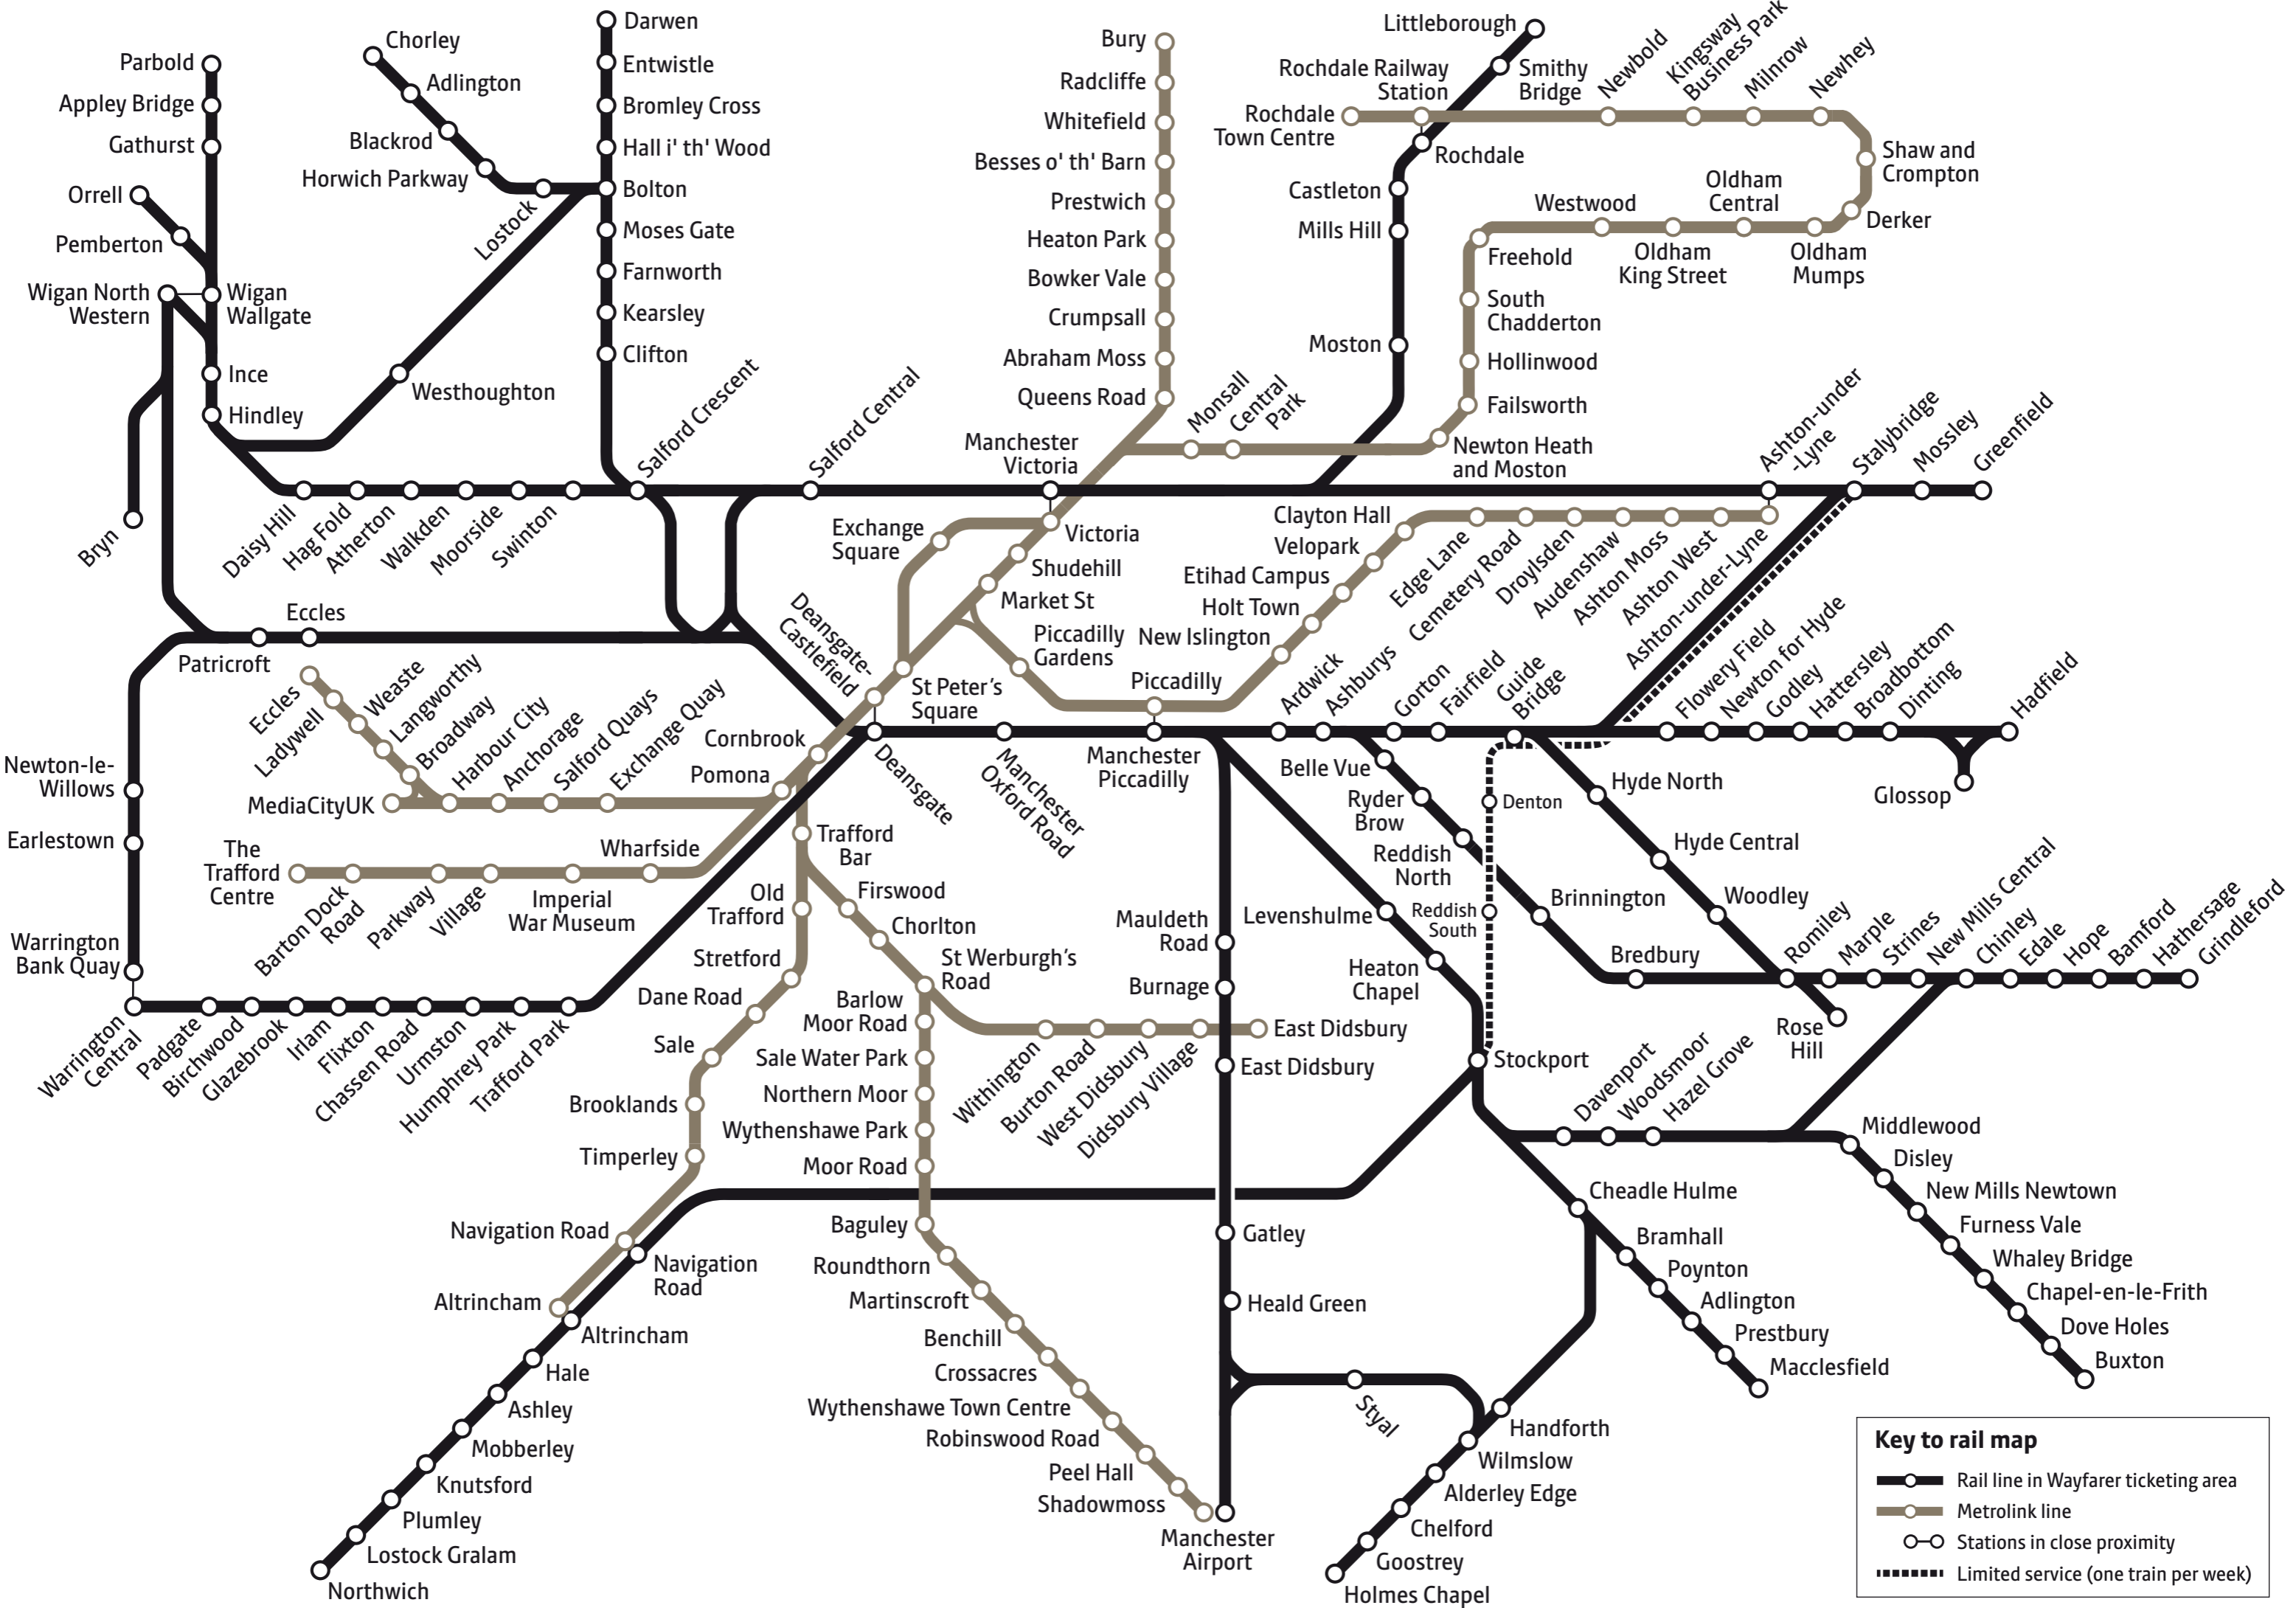 Parbold
Appley Bridge
Gathurst
Orrell
Pemberton
Wigan North
Western
Wigan
Wallgate
Ince
Hindley
Bryn
Chorley
Adlington
Blackrod
Horwich Parkway
Lostock
Westhoughton
Darwen
Entwistle
Bromley Cross
Hall i' th' Wood
Bolton
Moses Gate
Farnworth
Kearsley
Clifton
Daisy Hill
Hag Fold
Atherton
Walkden
Moorside
Swinton
Salford Crescent
Salford Central
Manchester
Victoria
Bury
Radcliffe
Whitefield
Besses o' th' Barn
Prestwich
Heaton Park
Bowker Vale
Crumpsall
Abraham Moss
Queens Road
Monsall
Central
Park
Littleborough
Smithy
Bridge
Rochdale Railway
Station
Rochdale
Town Centre
Rochdale
Castleton
Mills Hill
Moston
Newbold
Kingsway
Business Park
Milnrow
Newhey
Shaw and
Crompton
Derker
Oldham
Mumps
Oldham
Central
Oldham
King Street
Westwood
Freehold
South
Chadderton
Hollinwood
Failsworth
Newton Heath
and Moston
Ashton-under
-Lyne
Stalybridge
Mossley
Greenfield
Exchange
Square
Victoria
Shudehill
Market St
Piccadilly
Gardens
Deansgate-
Castlefield
St Peter's
Square
Clayton Hall
Velopark
Etihad Campus
Holt Town
New Islington
Piccadilly
Edge Lane
Cemetery Road
Droylsden
Audenshaw
Ashton Moss
Ashton West
Ashton-under-Lyne
Eccles
Patricroft
Eccles
Ladywell
Weaste
Langworthy
Broadway
Harbour City
Anchorage
Salford Quays
Exchange Quay
MediaCityUK
Cornbrook
Pomona
The
Trafford
Centre
Barton Dock
Road
Parkway
Village
Imperial
War Museum
Wharfside
Newton-le-
Willows
Earlestown
Warrington
Bank Quay
Warrington
Central
Padgate
Birchwood
Glazebrook
Irlam
Flixton
Chassen Road
Urmston
Humphrey Park
Trafford Park
Deansgate
Manchester
Oxford Road
Manchester
Piccadilly
Ardwick
Ashburys
Gorton
Fairfield
Guide
Bridge
Flowery Field
Newton for Hyde
Godley
Hattersley
Broadbottom
Dinting
Hadfield
Glossop
Belle Vue
Ryder
Brow
Reddish
North
Brinnington
Bredbury
Denton
Reddish
South
Hyde North
Hyde Central
Woodley
Romiley
Marple
Strines
New Mills Central
Chinley
Edale
Hope
Bamford
Hathersage
Grindleford
Rose
Hill
Trafford
Bar
Old
Trafford
Stretford
Dane Road
Sale
Brooklands
Timperley
Navigation Road
Altrincham
Firswood
Chorlton
St Werburgh's
Road
Barlow
Moor Road
Sale Water Park
Northern Moor
Wythenshawe Park
Moor Road
Baguley
Roundthorn
Martinscroft
Benchill
Crossacres
Wythenshawe Town Centre
Robinswood Road
Peel Hall
Shadowmoss
Manchester
Airport
Withington
Burton Road
West Didsbury
Didsbury Village
East Didsbury
Mauldeth
Road
Burnage
East Didsbury
Gatley
Heald Green
Styal
Levenshulme
Heaton
Chapel
Stockport
Davenport
Woodsmoor
Hazel Grove
Middlewood
Disley
New Mills Newtown
Furness Vale
Whaley Bridge
Chapel-en-le-Frith
Dove Holes
Buxton
Cheadle Hulme
Bramhall
Poynton
Adlington
Prestbury
Macclesfield
Handforth
Wilmslow
Alderley Edge
Chelford
Goostrey
Holmes Chapel
Navigation
Road
Altrincham
Hale
Ashley
Mobberley
Knutsford
Plumley
Lostock Gralam
Northwich
Key to rail map
Rail line in Wayfarer ticketing area
Metrolink line
Stations in close proximity
Limited service (one train per week)